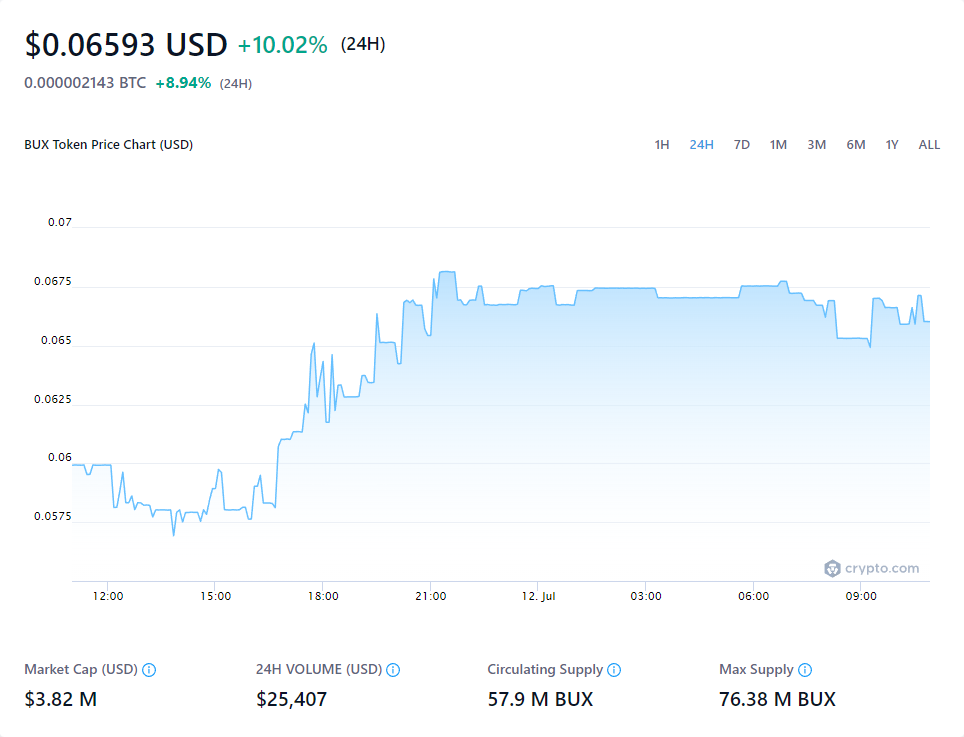 $0.06593 USD +10.02% (24H)
0.000002143 BTC +8.94% (24H)
BUX Token Price Chart (USD) 1H 24H 7D 1M 3M 6M 1Y ALL
0.07
0.0675
0.065
0.0625
0.06
0.0575
crypto.com
12:00 15:00 18:00 21:00 12. Jul 03:00 06:00 09:00
Market Cap (USD) 24H VOLUME (USD) Circulating Supply Max Supply
$3.82 M $25,407 57.9 M BUX 76.38 M BUX